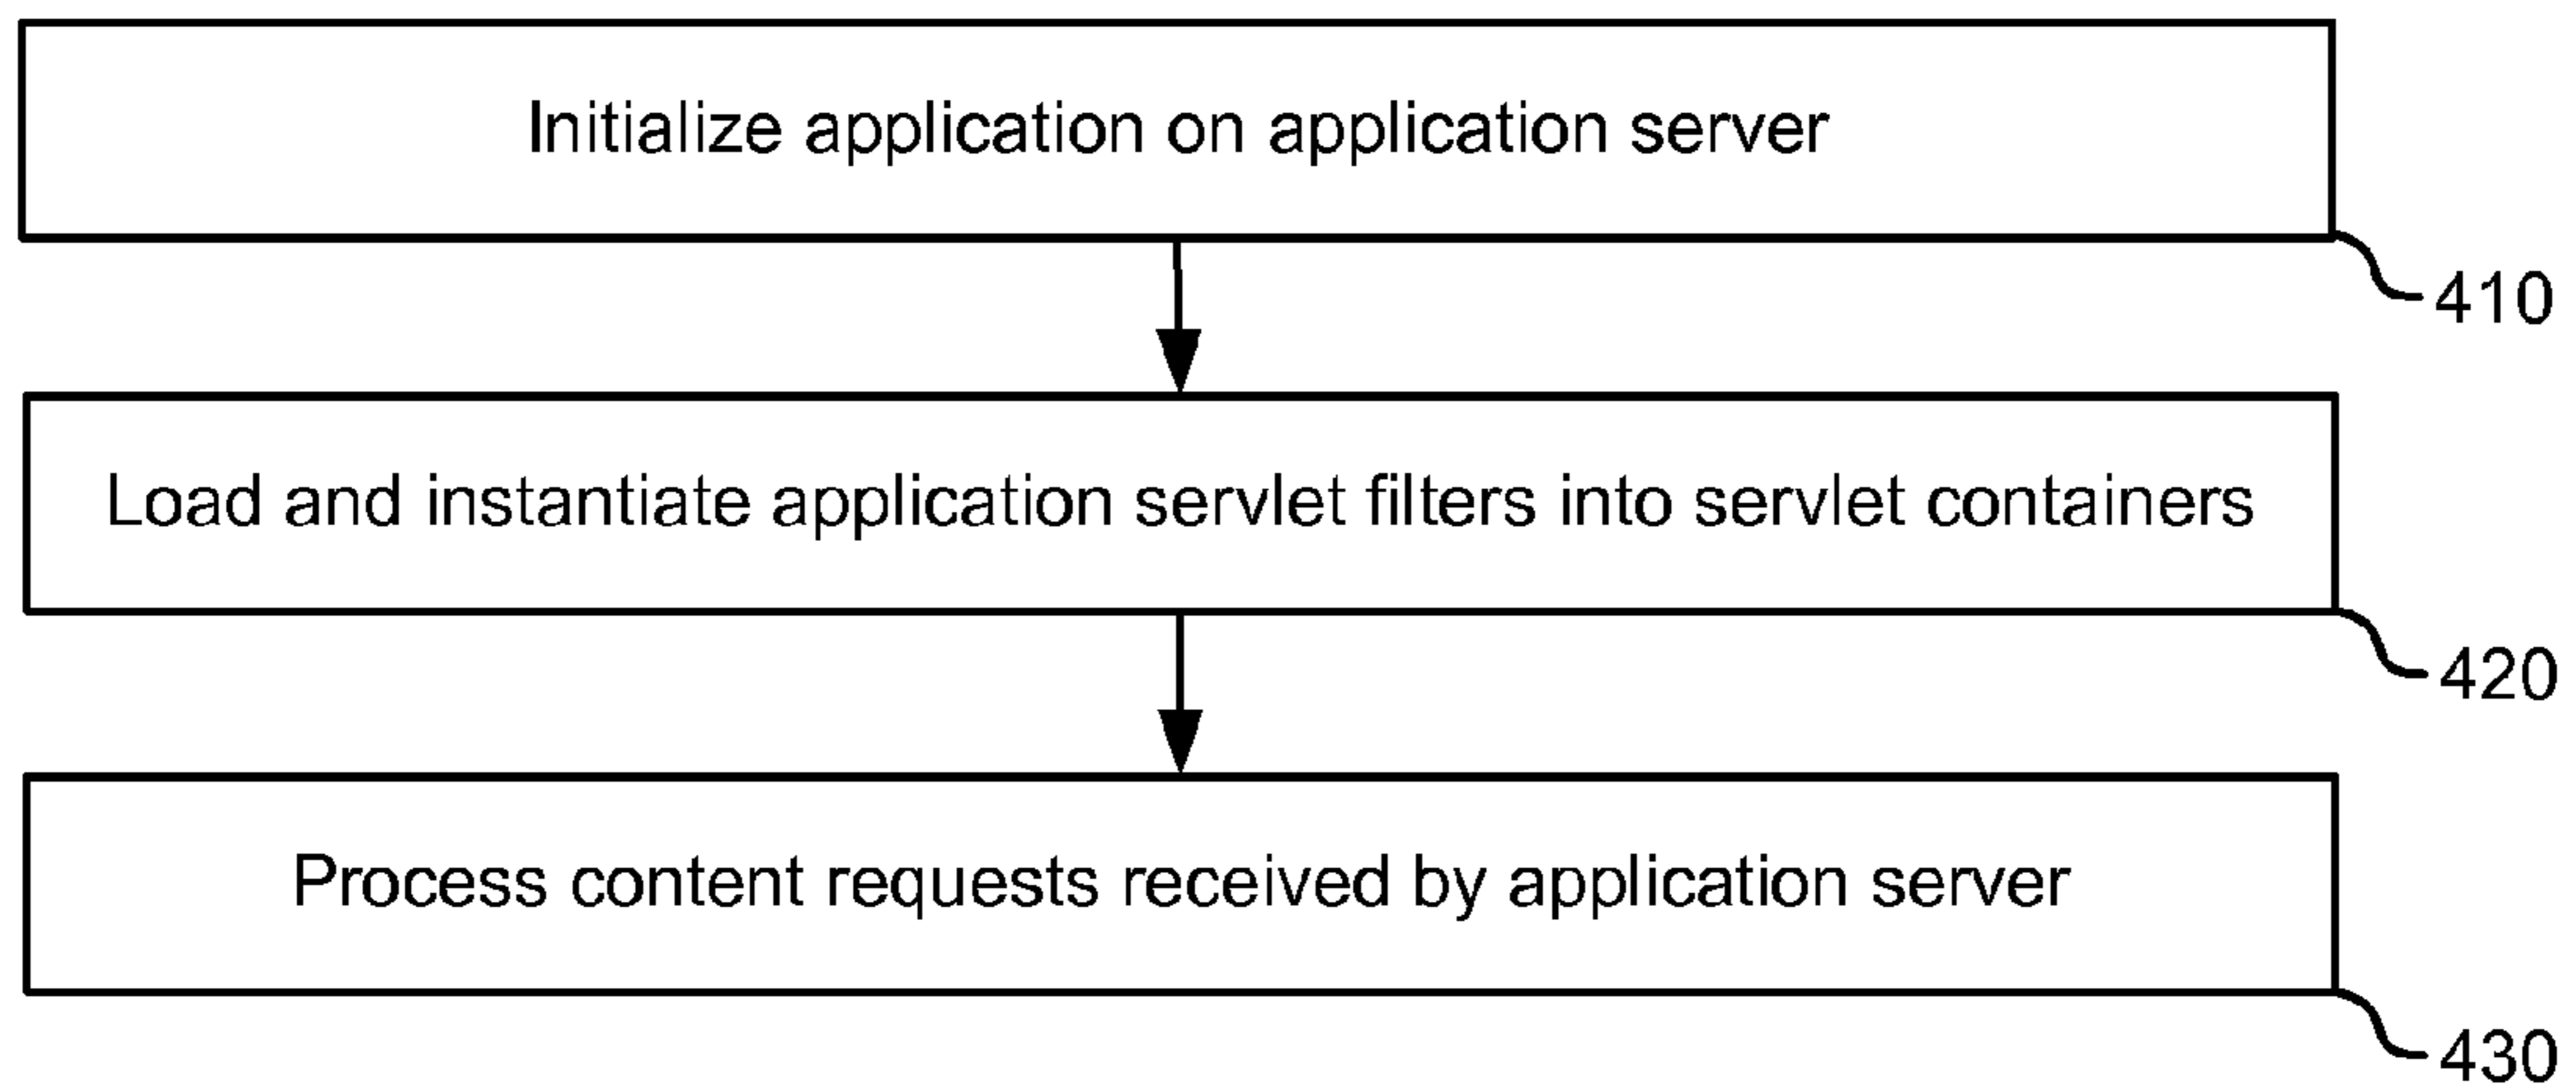 Initialize application on application server
410
Load and instantiate application servlet filters into servlet containers
420
Process content requests received by application server
430